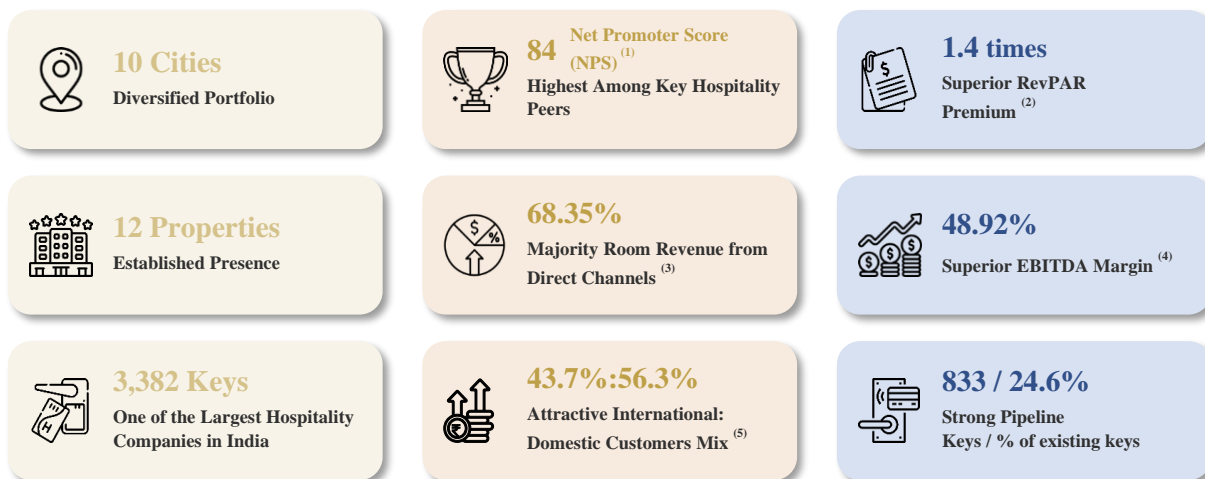 10 Cities
Diversified Portfolio
84 Net Promoter Score
(NPS) (1)
Highest Among Key Hospitality
Peers
1.4 times
Superior RevPAR
Premium (2)
12 Properties
Established Presence
68.35%
Majority Room Revenue from
Direct Channels (3)
48.92%
Superior EBITDA Margin (4)
3,382 Keys
One of the Largest Hospitality
Companies in India
43.7%:56.3%
Attractive International:
Domestic Customers Mix (5)
833 / 24.6%
Strong Pipeline
Keys / % of existing keys